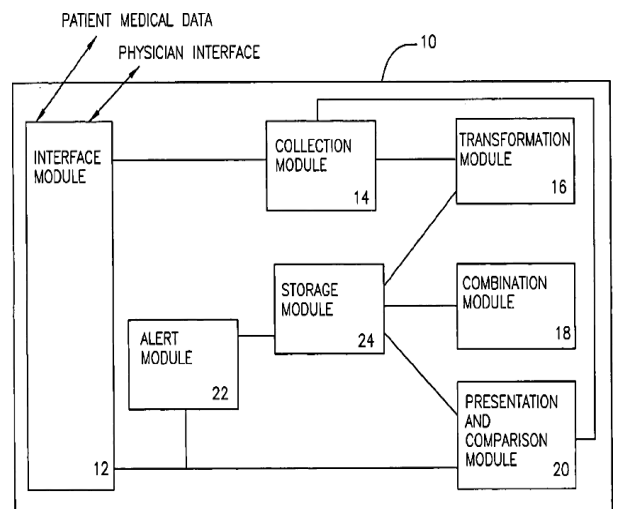 PATIENT MEDICAL DATA
PHYSICIAN INTERFACE
10
INTERFACE
MODULE
12
COLLECTION
MODULE
14
TRANSFORMATION
MODULE
16
STORAGE
MODULE
24
COMBINATION
MODULE
18
ALERT
MODULE
22
PRESENTATION
AND
COMPARISON
MODULE
20